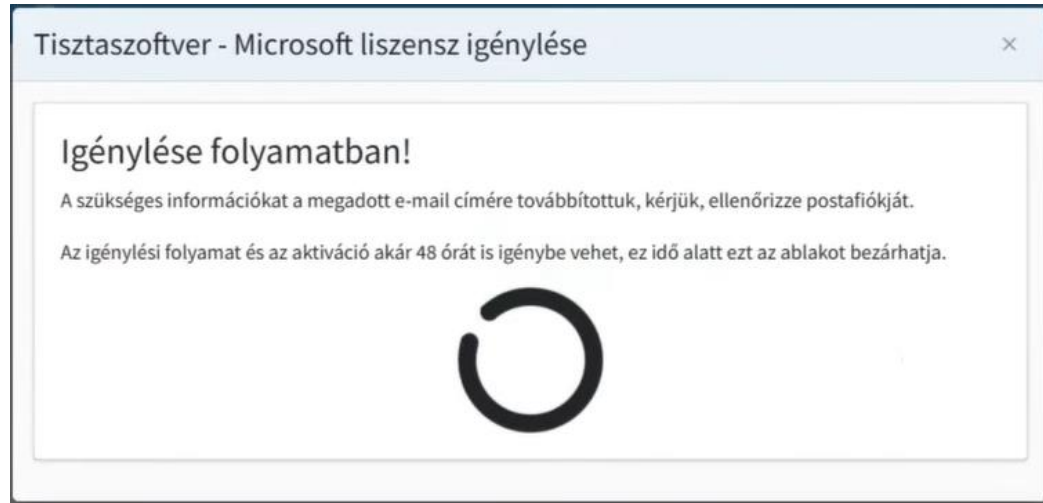 Tisztaszoftver - Microsoft liszensz igénylése
Igénylése folyamatban!
A szükséges információkat a megadott e-mail címére továbbítottuk, kérjük, ellenőrizze postafiókját.
Az igénylési folyamat és az aktiváció akár 48 órát is igénybe vehet, ez idő alatt ezt az ablakot bezárhatja.